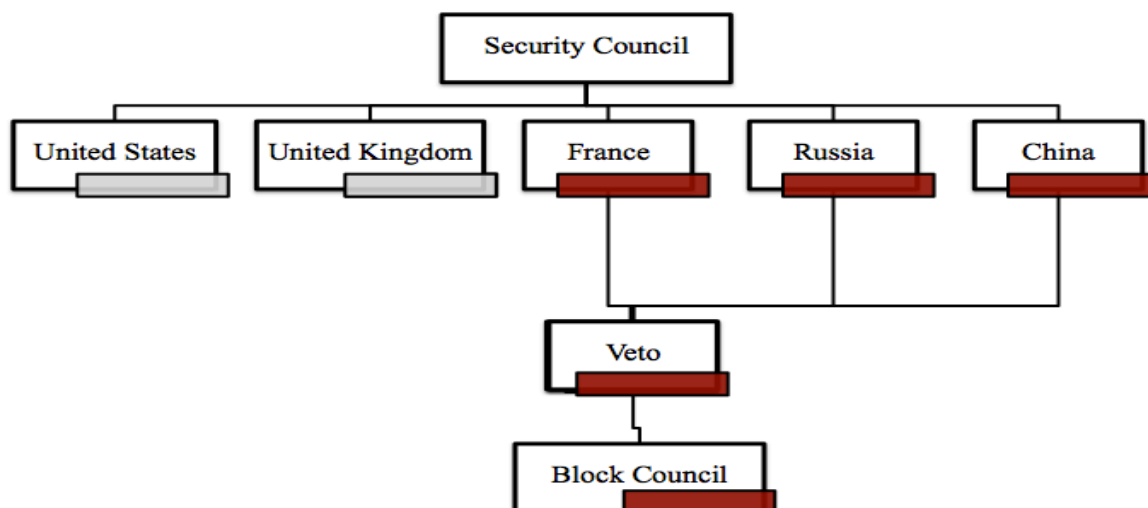 Security Council
United States
United Kingdom
France
Russia
China
Veto
Block Council